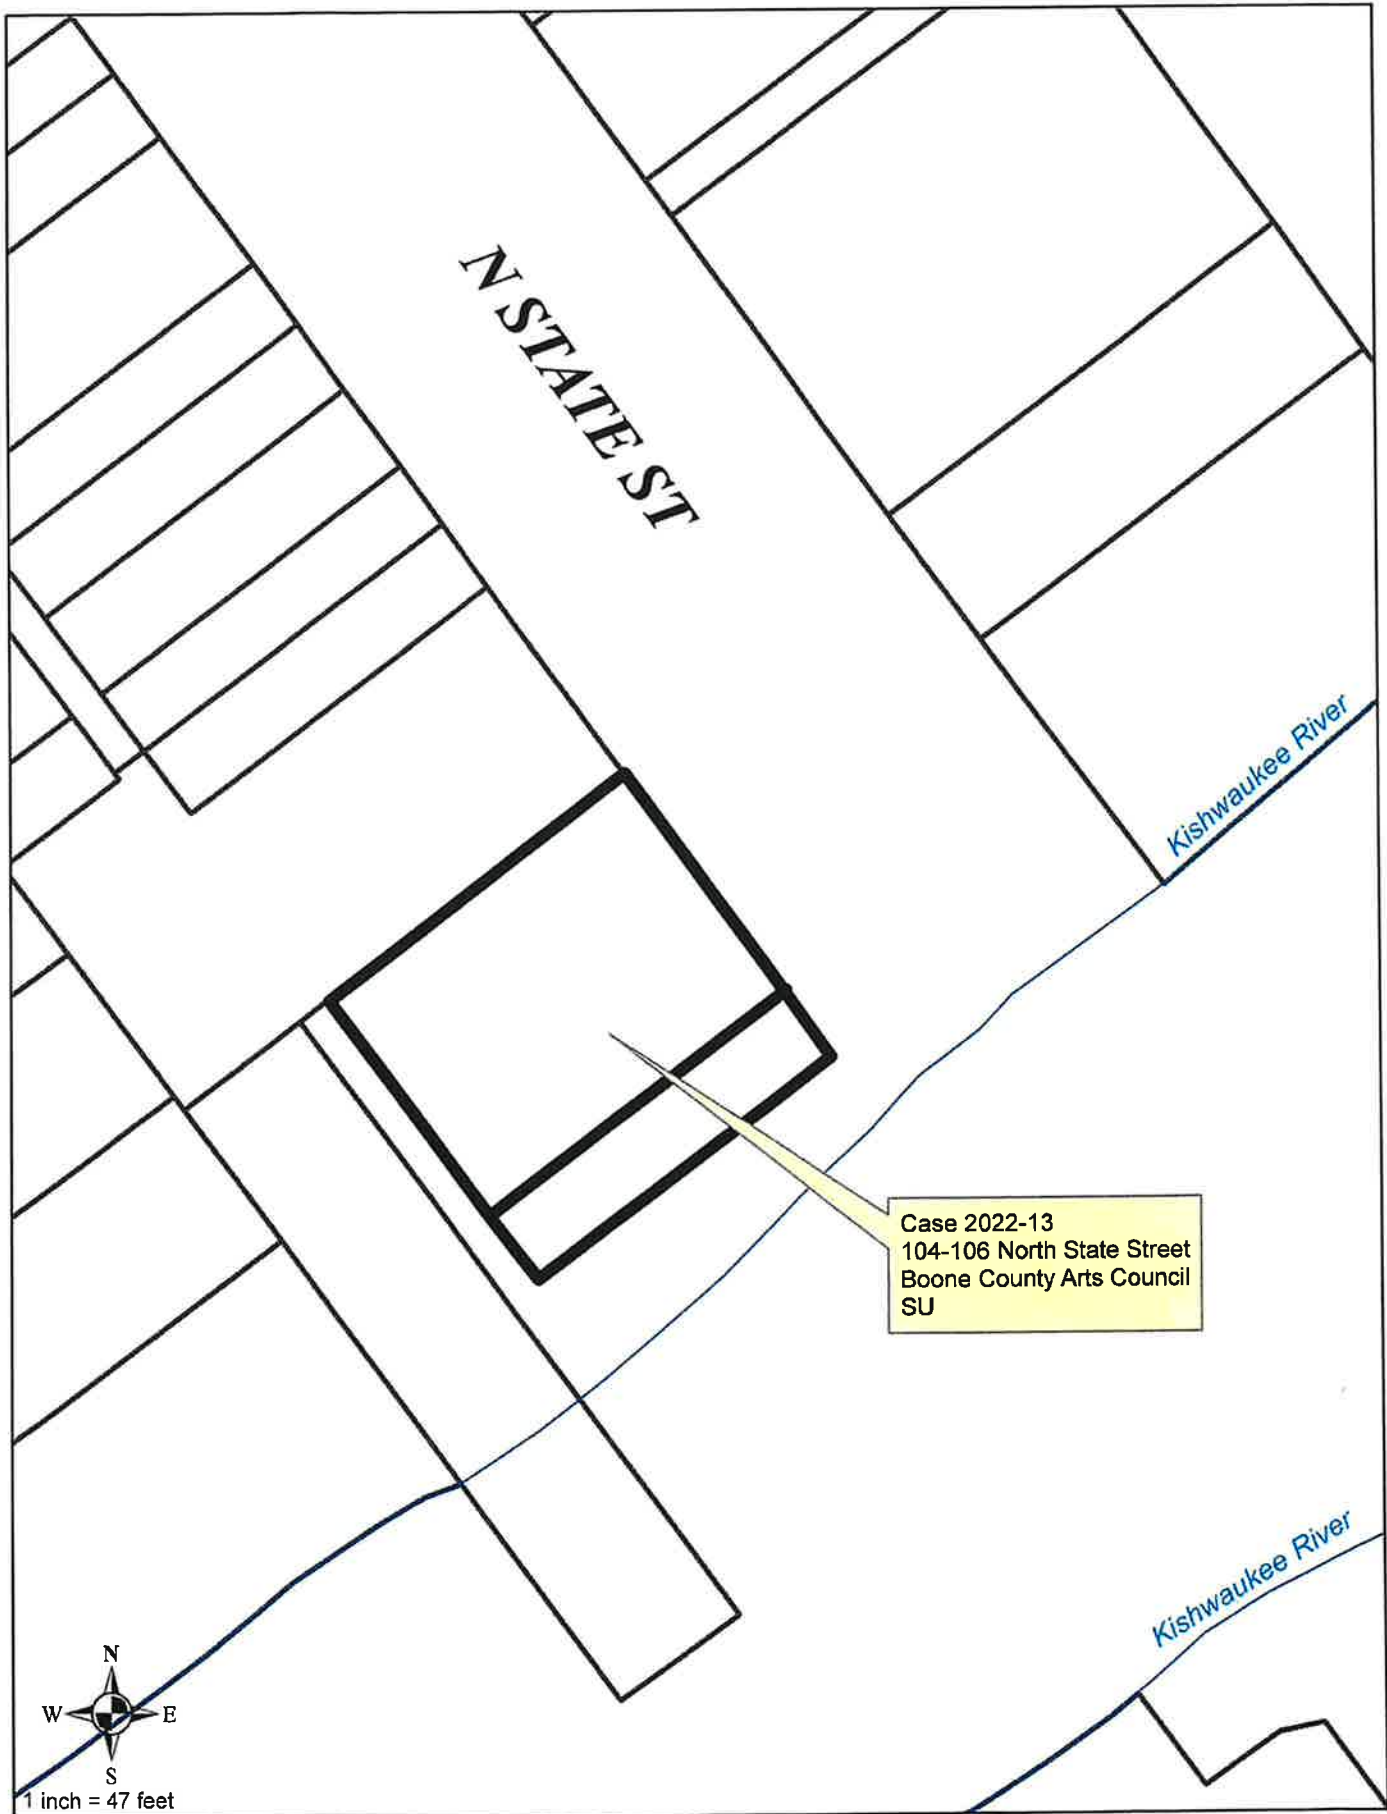 N STATE ST
Kishwaukee River
Case 2022-13
104-106 North State Street
Boone County Arts Council
SU
Kishwaukee River
N
W E
S
1 inch = 47 feet